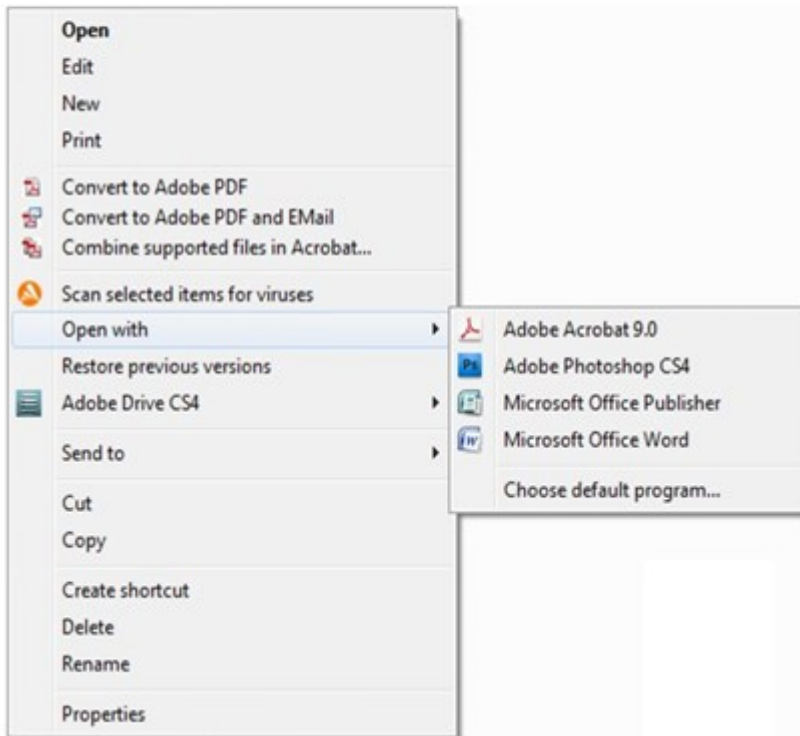 Open
Edit
New
Print
Convert to Adobe PDF
Convert to Adobe PDF and EMail
Combine supported files in Acrobat...
Scan selected items for viruses
Open with
Restore previous versions
Adobe Drive CS4
Send to
Cut
Copy
Create shortcut
Delete
Rename
Properties
Adobe Acrobat 9.0
Ps Adobe Photoshop CS4
Microsoft Office Publisher
Microsoft Office Word
Choose default program...